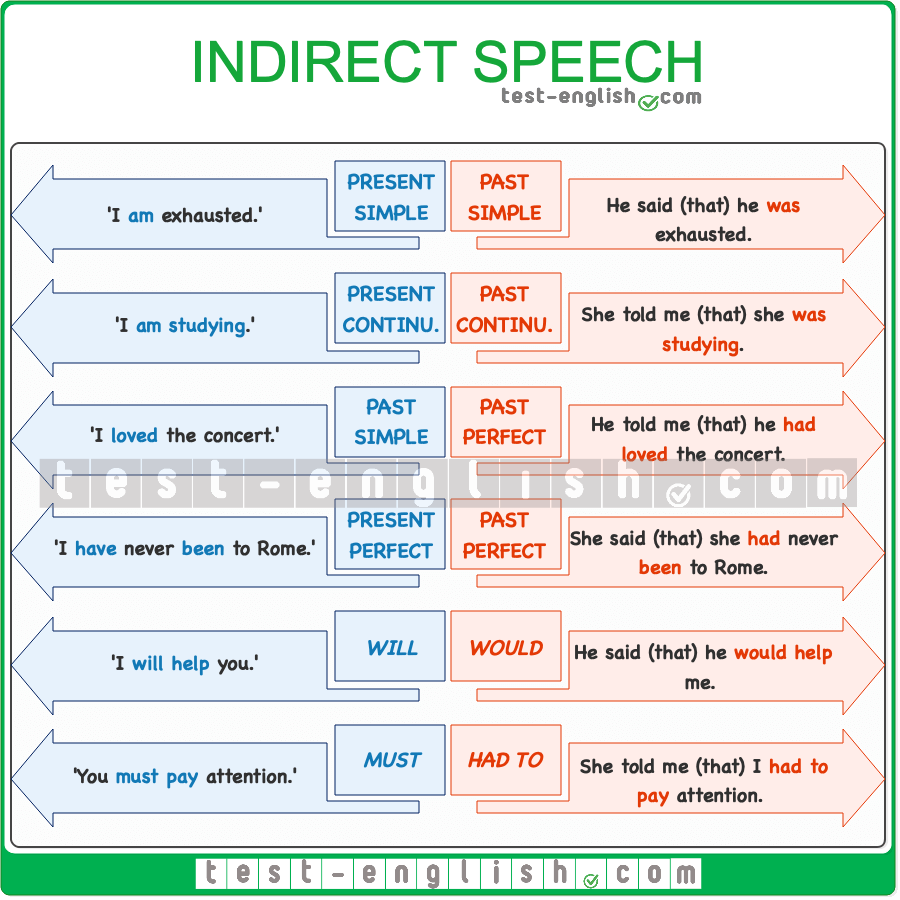 INDIRECT SPEECH
test-english.com
'I am exhausted.'
PRESENT
SIMPLE
PAST
SIMPLE
He said (that) he was
exhausted.
'I am studying.'
PRESENT
CONTINU.
PAST
CONTINU.
She told me (that) she was
studying.
'I loved the concert.'
PAST
SIMPLE
PAST
PERFECT
He told me (that) he had
loved the concert.
test-english.com
'I have never been to Rome.'
PRESENT
PERFECT
PAST
PERFECT
She said (that) she had never
been to Rome.
'I will help you.'
WILL
WOULD
He said (that) he would help
me.
'You must pay attention.'
MUST
HAD TO
She told me (that) I had to
pay attention.
test-english.com